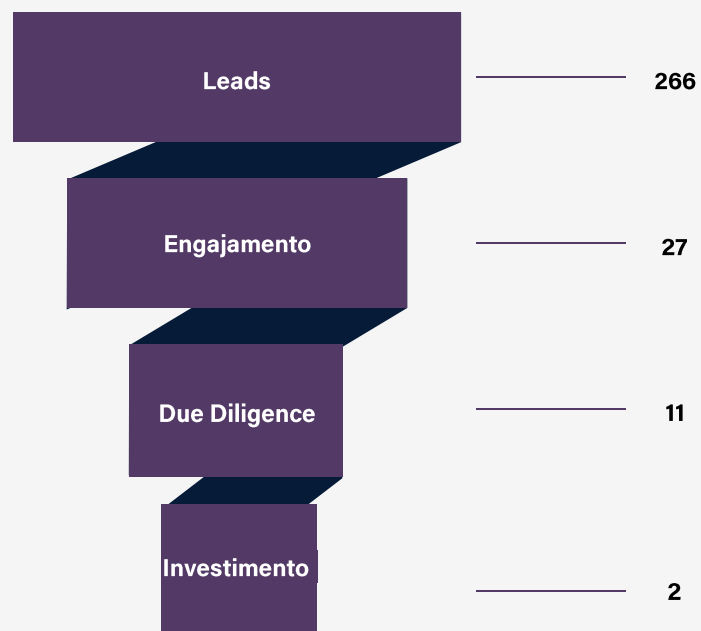 Leads
266
Engajamento
27
Due Diligence
11
Investimento
2